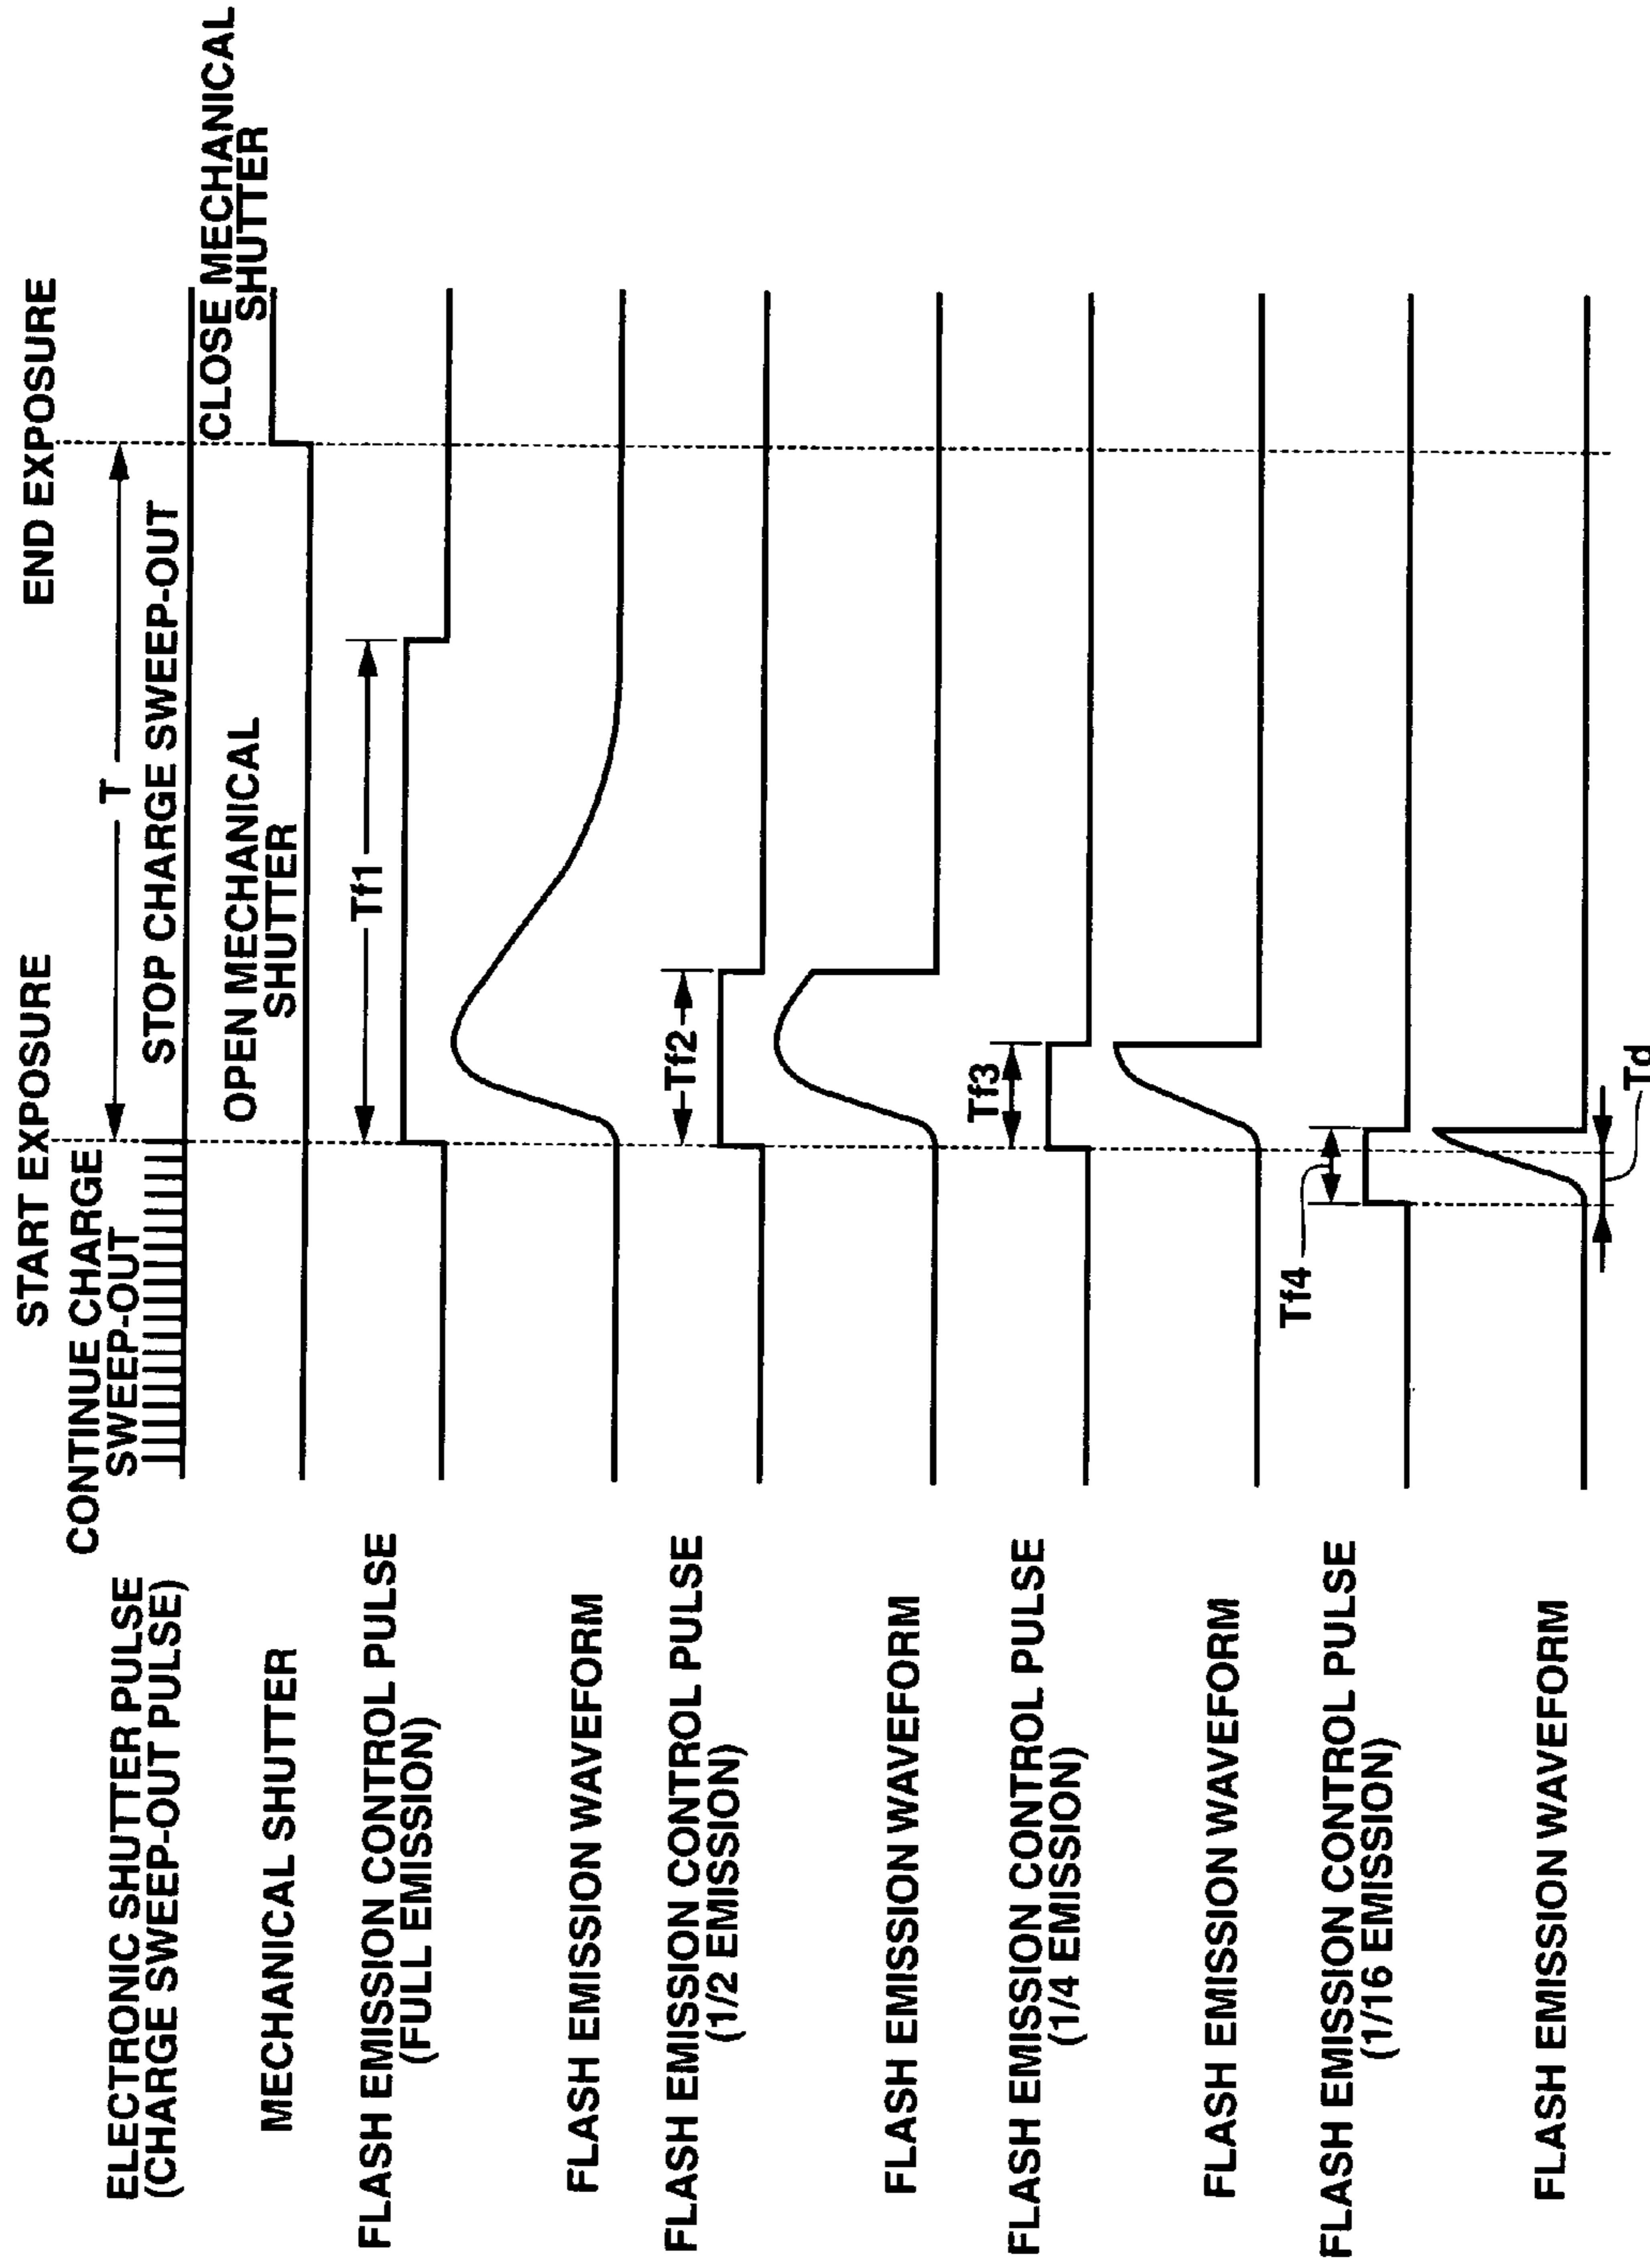 START EXPOSURE
END EXPOSURE
CONTINUE CHARGE
SWEEP-OUT
T
ELECTRONIC SHUTTER PULSE
(CHARGE SWEEP-OUT PULSE)
STOP CHARGE SWEEP-OUT
MECHANICAL SHUTTER
OPEN MECHANICAL
SHUTTER
CLOSE MECHANICAL
SHUTTER
FLASH EMISSION CONTROL PULSE
(FULL EMISSION)
Tf1
FLASH EMISSION WAVEFORM
FLASH EMISSION CONTROL PULSE
(1/2 EMISSION)
Tf2
FLASH EMISSION WAVEFORM
FLASH EMISSION CONTROL PULSE
(1/4 EMISSION)
Tf3
FLASH EMISSION WAVEFORM
FLASH EMISSION CONTROL PULSE
(1/16 EMISSION)
Tf4
FLASH EMISSION WAVEFORM
Td